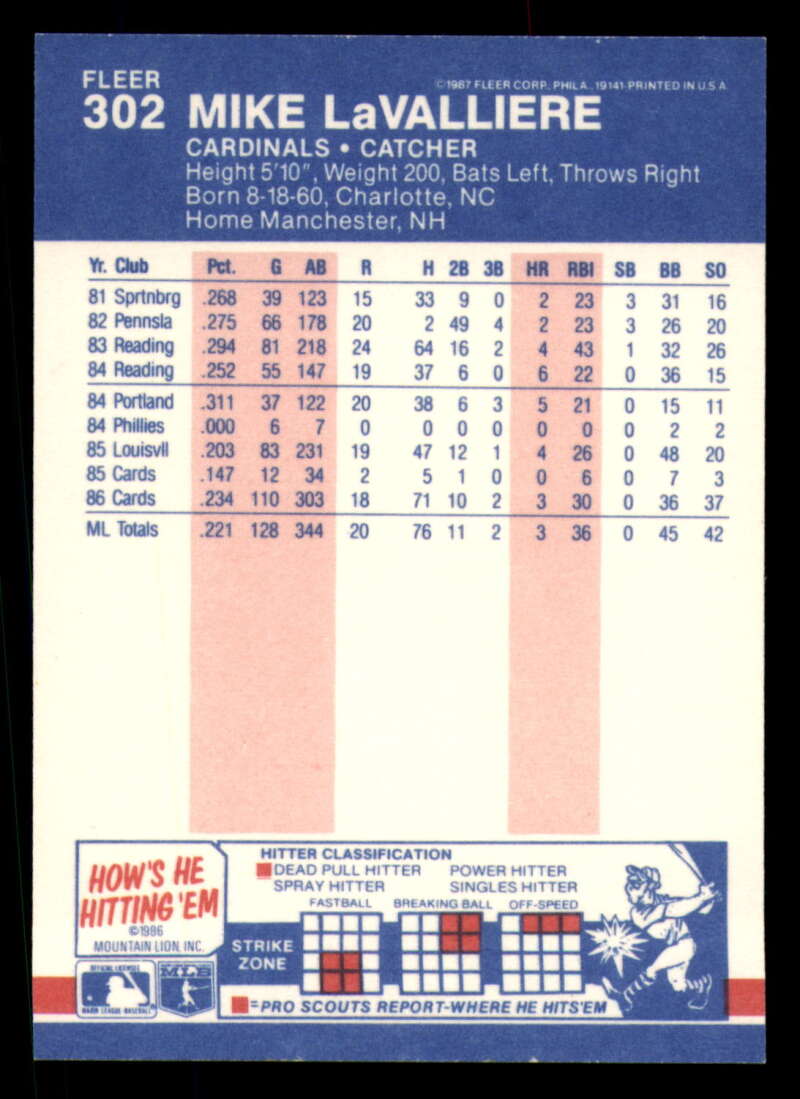 FLEER
©1987 FLEER CORP., PHILA., 19141-PRINTED IN U.S.A.
302 MIKE LaVALLIERE
CARDINALS • CATCHER
Height 5'10", Weight 200, Bats Left, Throws Right
Born 8-18-60, Charlotte, NC
Home Manchester, NH
Yr. Club Pct. G AB R H 2B 3B HR RBI SB BB SO
81 Sprtnbrg .268 39 123 15 33 9 0 2 23 3 31 16
82 Pennsla .275 66 178 20 2 49 4 2 23 3 26 20
83 Reading .294 81 218 24 64 16 2 4 43 1 32 26
84 Reading .252 55 147 19 37 6 0 6 22 0 36 15
84 Portland .311 37 122 20 38 6 3 5 21 0 15 11
84 Phillies .000 6 7 0 0 0 0 0 0 0 2 2
85 Louisvll .203 83 231 19 47 12 1 4 26 0 48 20
85 Cards .147 12 34 2 5 1 0 0 6 0 7 3
86 Cards .234 110 303 18 71 10 2 3 30 0 36 37
ML Totals .221 128 344 20 76 11 2 3 36 0 45 42
HOW'S HE
HITTING 'EM
©1986
MOUNTAIN LION, INC.
HITTER CLASSIFICATION
DEAD PULL HITTER POWER HITTER
SPRAY HITTER SINGLES HITTER
FASTBALL BREAKING BALL OFF-SPEED
STRIKE
ZONE
=PRO SCOUTS REPORT-WHERE HE HITS 'EM
OFFICIAL LICENSEE
MAJOR LEAGUE BASEBALL
MLB